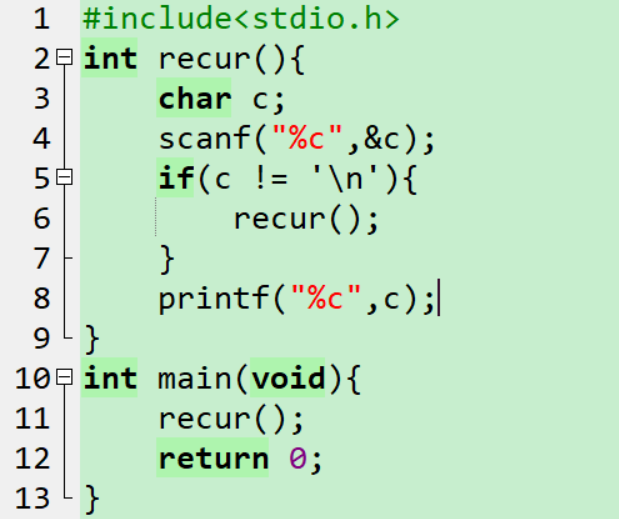 1 #include<stdio.h>
2 int recur(){
3 char c;
4 scanf("%c",&c);
5 if(c != '\n'){
6 recur();
7 }
8 printf("%c",c);
9 }
10 int main(void){
11 recur();
12 return 0;
13 }